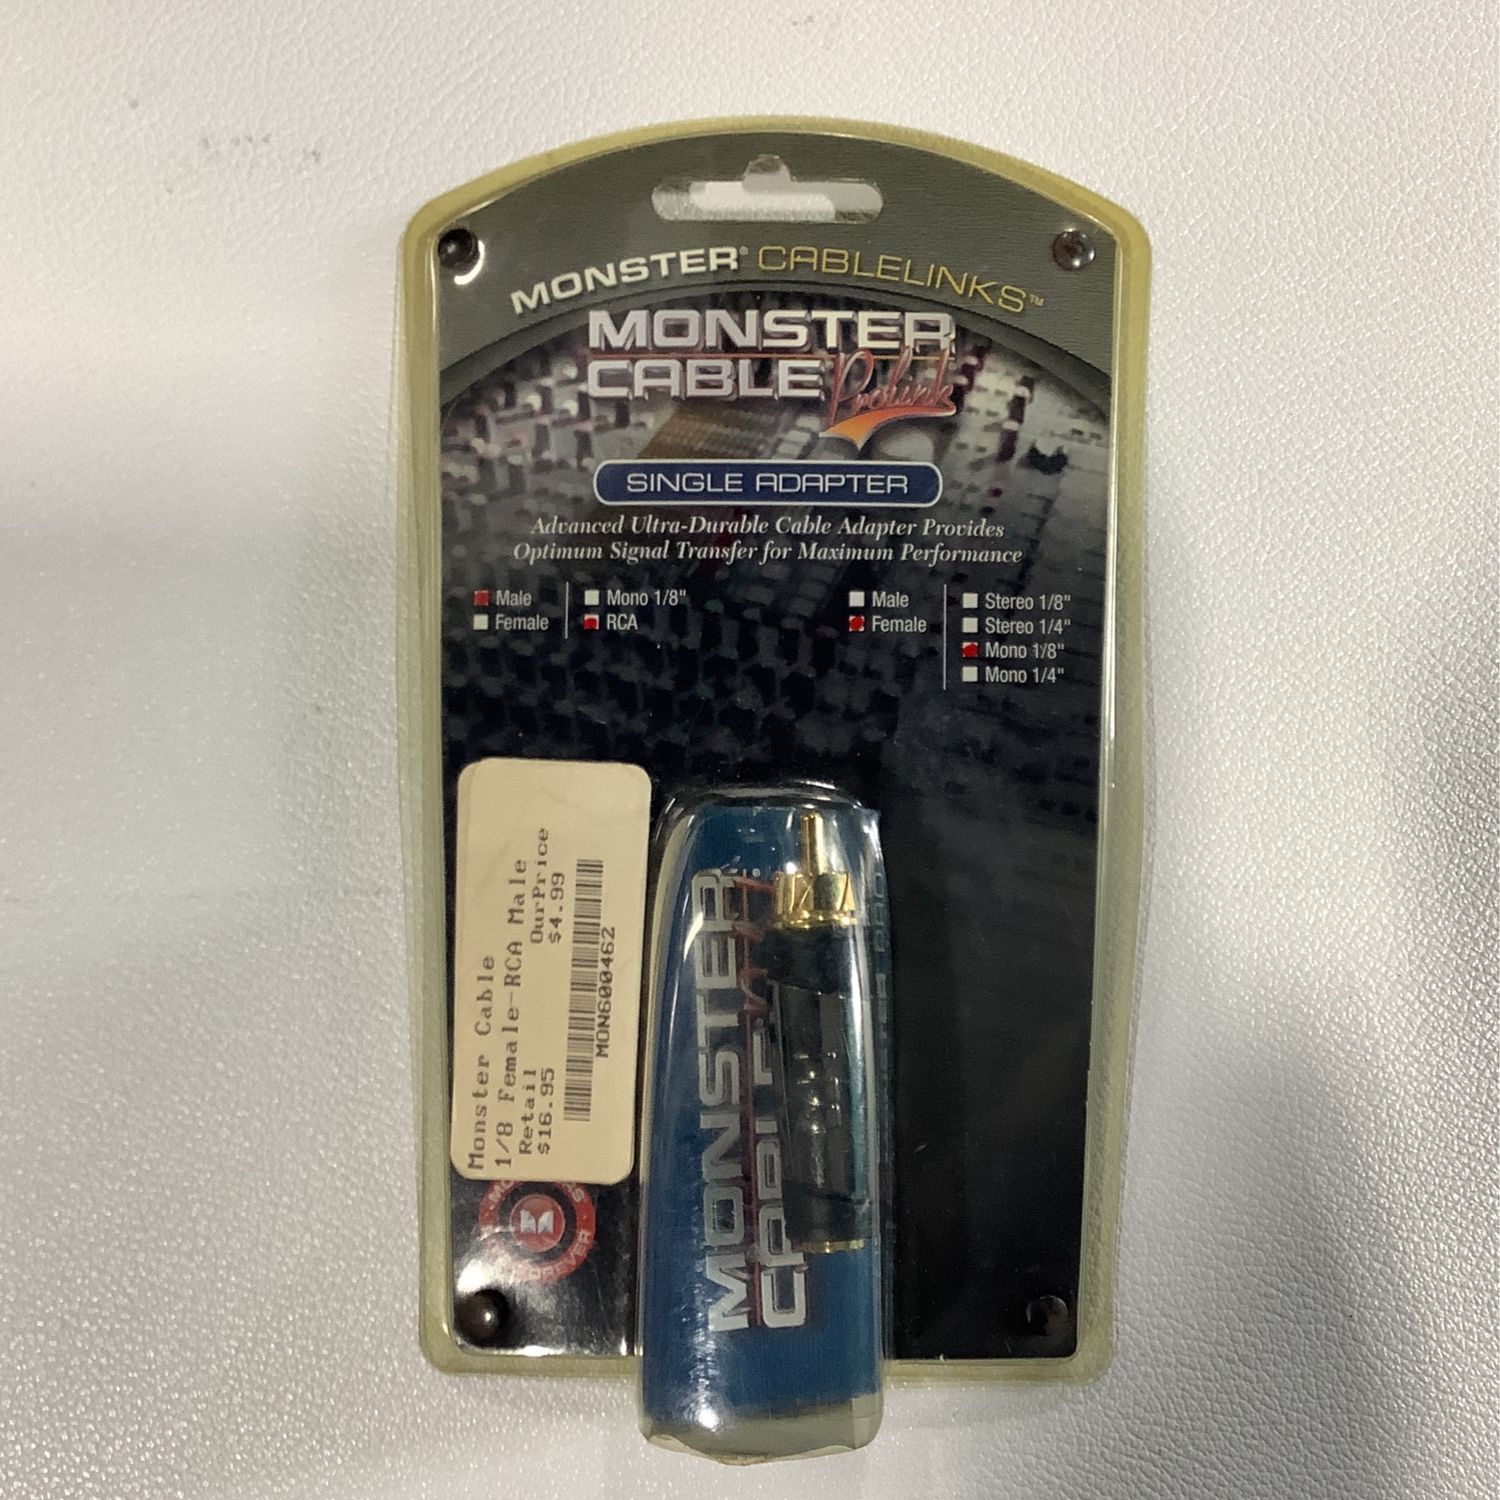 MONSTER® CABLELINKS™
MONSTER
CABLE Prolink
SINGLE ADAPTER
Advanced Ultra-Durable Cable Adapter Provides
Optimum Signal Transfer for Maximum Performance
Male
Female
Mono 1/8"
RCA
Male
Female
Stereo 1/8"
Stereo 1/4"
Mono 1/8"
Mono 1/4"
Monster Cable
1/8 Female-RCA Male
Retail OurPrice
$16.95 $4.99
MON600462
MONSTER
CABLE